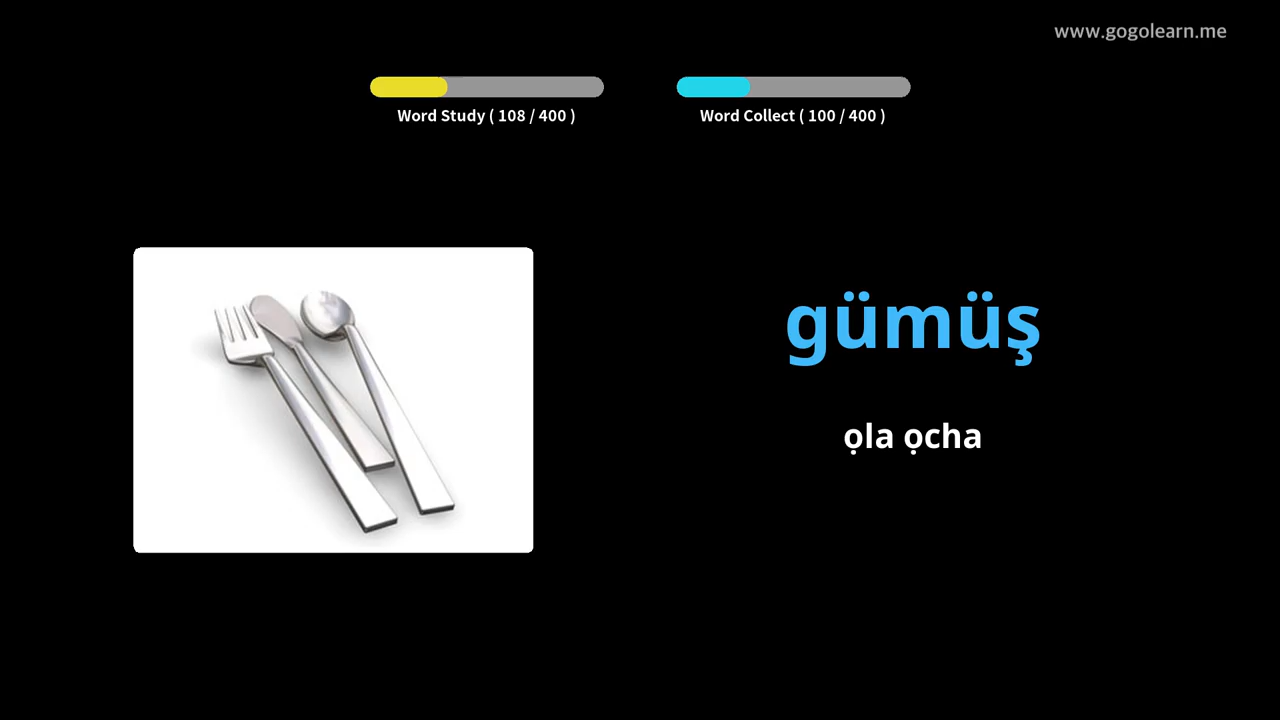 www.gogolearn.me
Word Study ( 108 / 400 )
Word Collect ( 100 / 400 )
gümüş
ọla ọcha